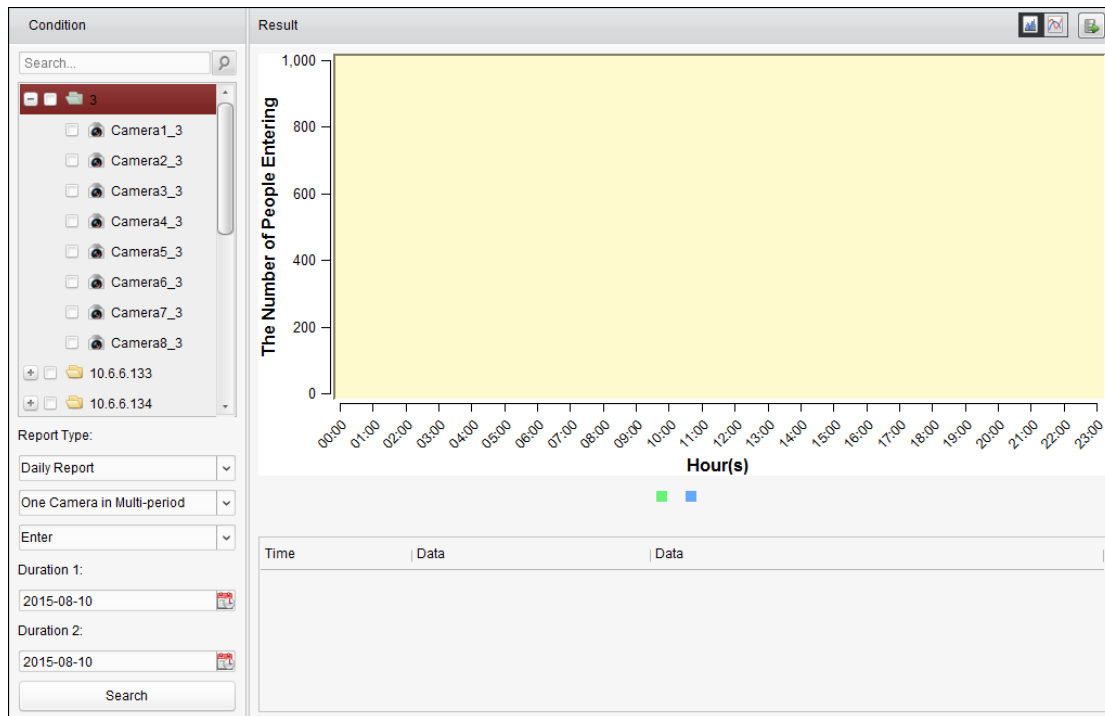 Condition
Search...
3
Camera1_3
Camera2_3
Camera3_3
Camera4_3
Camera5_3
Camera6_3
Camera7_3
Camera8_3
10.6.6.133
10.6.6.134
Report Type:
Daily Report
One Camera in Multi-period
Enter
Duration 1:
2015-08-10
Duration 2:
2015-08-10
Search
Result
The Number of People Entering
1,000
800
600
400
200
0
00:00 01:00 02:00 03:00 04:00 05:00 06:00 07:00 08:00 09:00 10:00 11:00 12:00 13:00 14:00 15:00 16:00 17:00 18:00 19:00 20:00 21:00 22:00 23:00
Hour(s)
Time Data Data